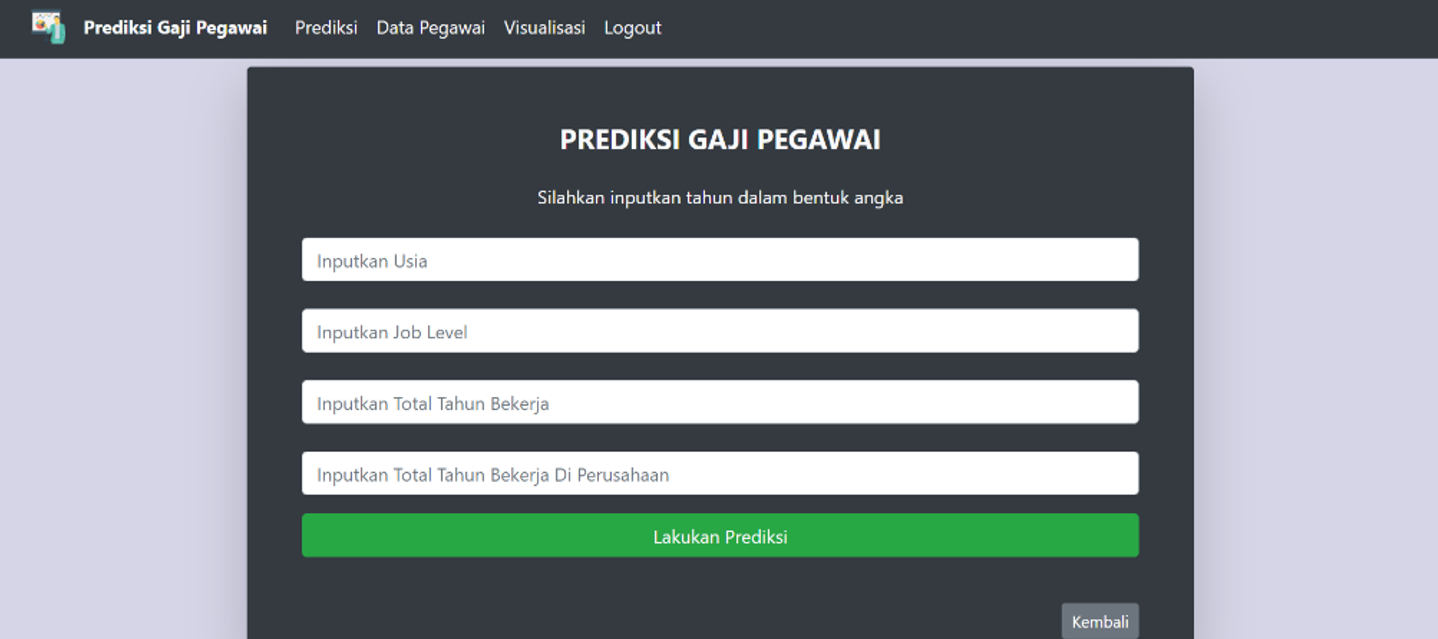 Prediksi Gaji Pegawai Prediksi Data Pegawai Visualisasi Logout
PREDIKSI GAJI PEGAWAI
Silahkan inputkan tahun dalam bentuk angka
Inputkan Usia
Inputkan Job Level
Inputkan Total Tahun Bekerja
Inputkan Total Tahun Bekerja Di Perusahaan
Lakukan Prediksi
Kembali